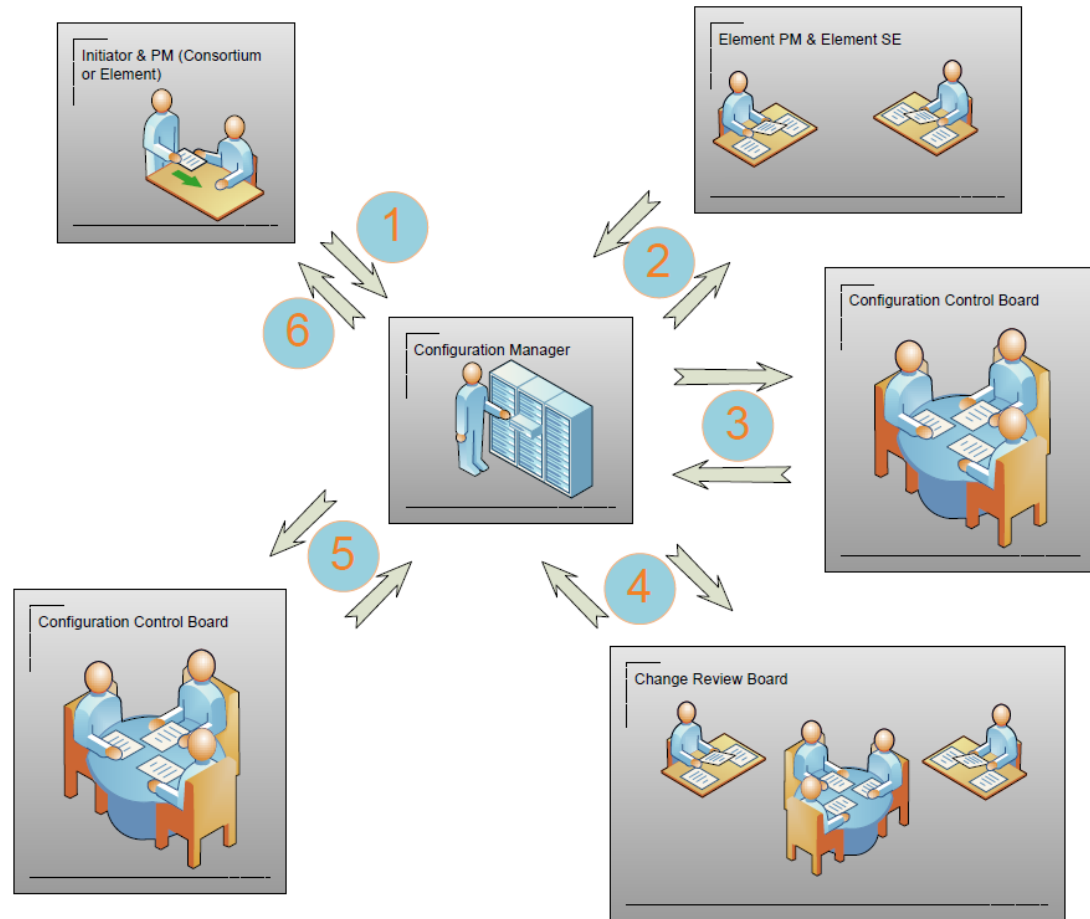 Initiator & PM (Consortium
or Element)
Element PM & Element SE
1
2
6
Configuration Control Board
Configuration Manager
3
5
4
Configuration Control Board
Change Review Board